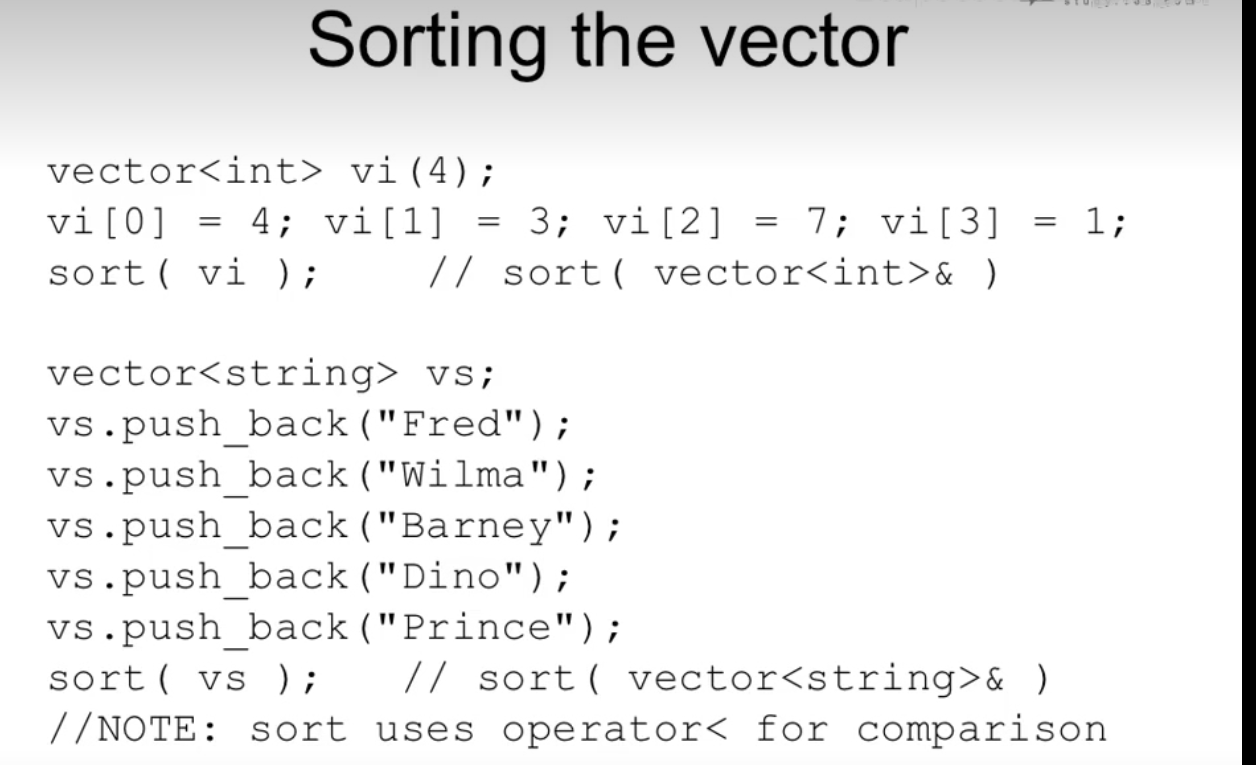 Sorting the vector
vector<int> vi(4);
vi[0] = 4; vi[1] = 3; vi[2] = 7; vi[3] = 1;
sort( vi );    // sort( vector<int>& )
vector<string> vs;
vs.push_back("Fred");
vs.push_back("Wilma");
vs.push_back("Barney");
vs.push_back("Dino");
vs.push_back("Prince");
sort( vs );   // sort( vector<string>& )
//NOTE: sort uses operator< for comparison